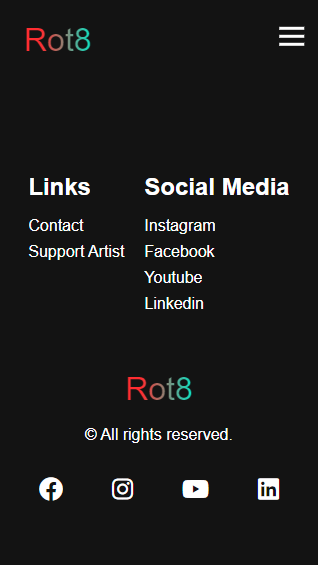 Rot8
Links
Contact
Support Artist
Social Media
Instagram
Facebook
Youtube
Linkedin
Rot8
© All rights reserved.